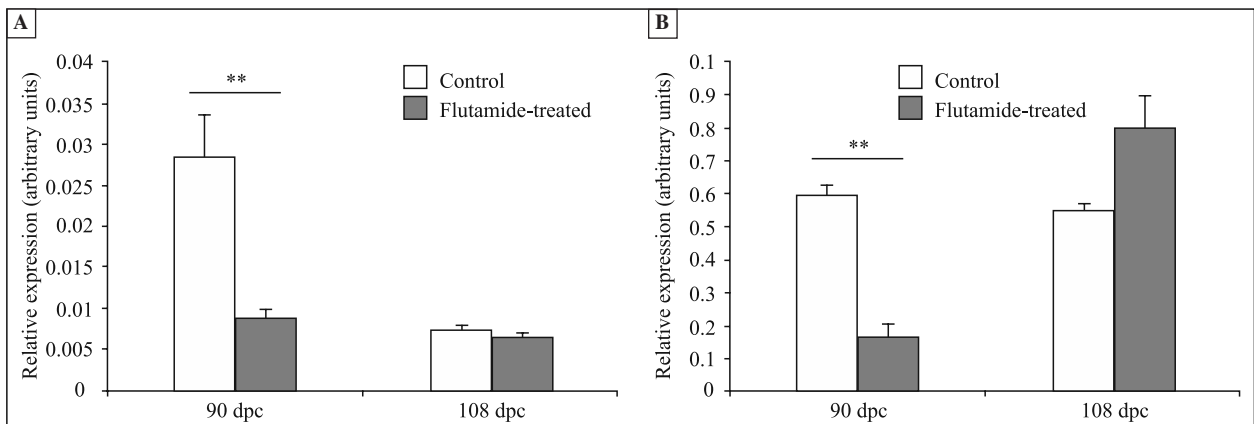 A
Relative expression (arbitrary units)
0.04
0.035
0.03
0.025
0.02
0.015
0.01
0.005
0
**
Control
Flutamide-treated
90 dpc
108 dpc
B
Relative expression (arbitrary units)
0.1
0.9
0.8
0.7
0.6
0.5
0.4
0.3
0.2
0.1
0
**
Control
Flutamide-treated
90 dpc
108 dpc